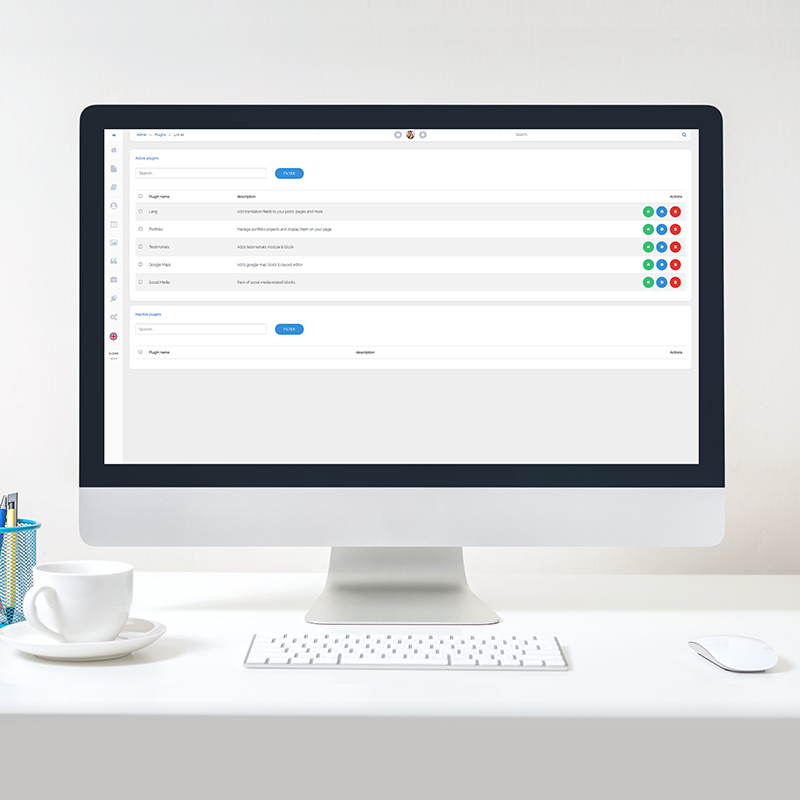 Admin > Plugins > List all
Search
Active plugins
Search FILTER
Plugin name description Actions
Lang Add translation fields to your posts, pages and more
Portfolio Manage portfolio projects and display them on your page
Testimonials Adds testimonials module & block
Google Maps Adds google map block to layout editor
Social Media Pack of social media related blocks
Inactive plugins
Search FILTER
Plugin name description Actions